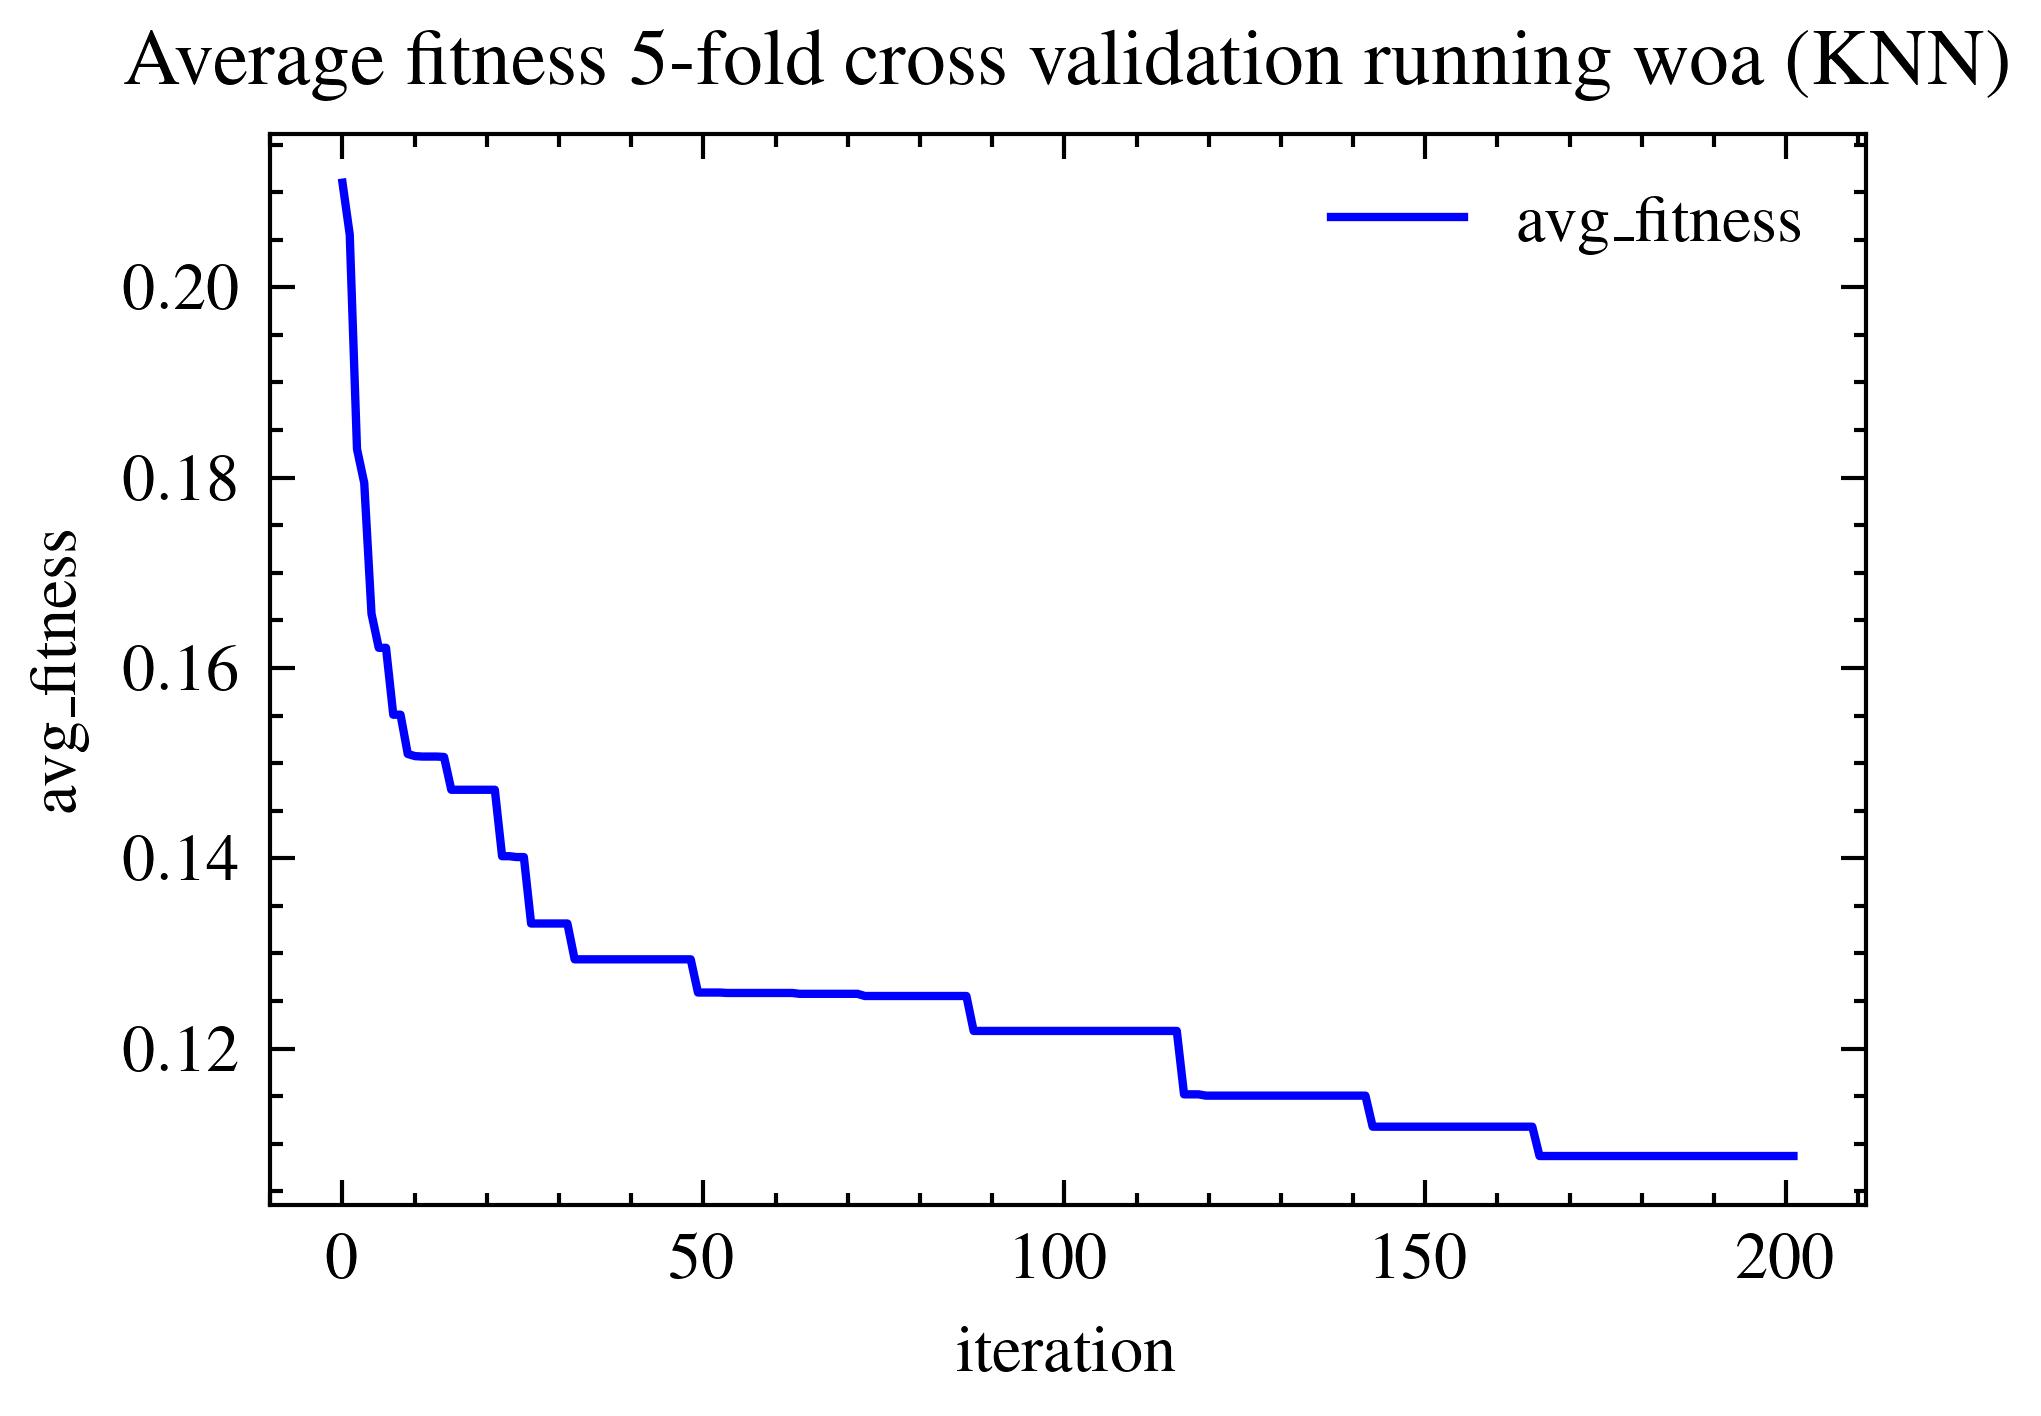 Average fitness 5-fold cross validation running woa (KNN)
avg_fitness
0.20
0.18
0.16
0.14
0.12
avg_fitness
0 50 100 150 200
iteration